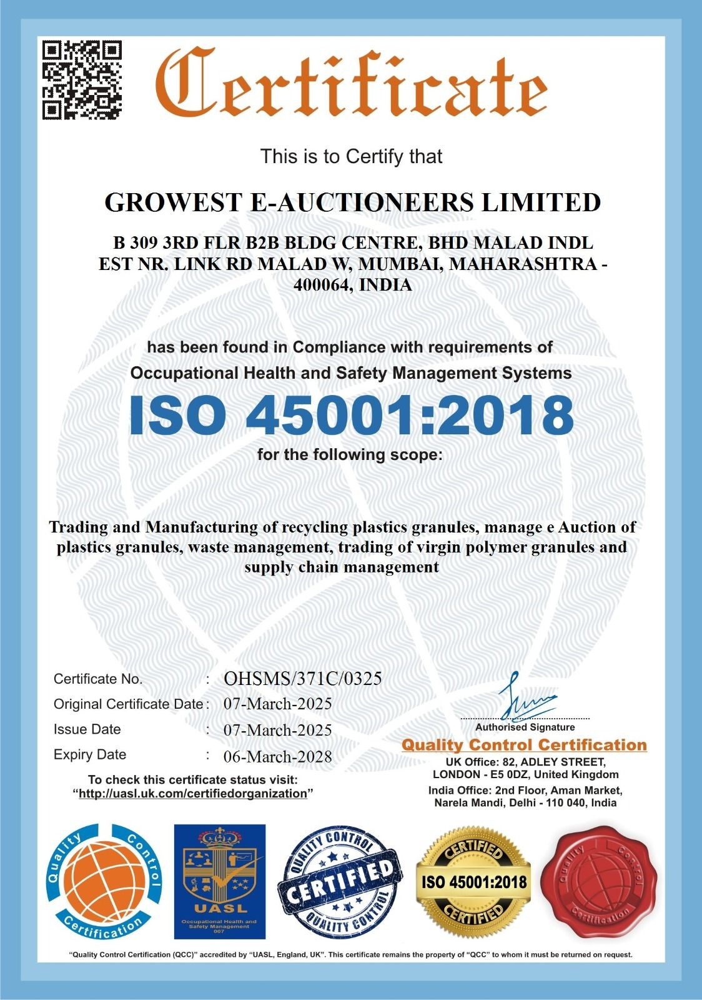 Certificate
This is to Certify that
GROWEST E-AUCTIONEERS LIMITED
B 309 3RD FLR B2B BLDG CENTRE, BHD MALAD INDL
EST NR. LINK RD MALAD W, MUMBAI, MAHARASHTRA -
400064, INDIA
has been found in Compliance with requirements of
Occupational Health and Safety Management Systems
ISO 45001:2018
for the following scope:
Trading and Manufacturing of recycling plastics granules, manage e Auction of
plastics granules, waste management, trading of virgin polymer granules and
supply chain management
Certificate No. : OHSMS/371C/0325
Original Certificate Date : 07-March-2025
Issue Date : 07-March-2025
Expiry Date : 06-March-2028
To check this certificate status visit:
“http://uasl.uk.com/certifiedorganization”
Authorised Signature
Quality Control Certification
UK Office: 82, ADLEY STREET,
LONDON - E5 0DZ, United Kingdom
India Office: 2nd Floor, Aman Market,
Narela Mandi, Delhi - 110 040, India
Quality Control
Certification
UASL
Occupational Health and
Safety Management
007
QUALITY CONTROL
CERTIFIED
QUALITY CONTROL
CERTIFIED
ISO 45001:2018
CERTIFIED
Quality Control
Certification
“Quality Control Certification (QCC)” accredited by “UASL, England, UK”. This certificate remains the property of “QCC” to whom it must be returned on request.